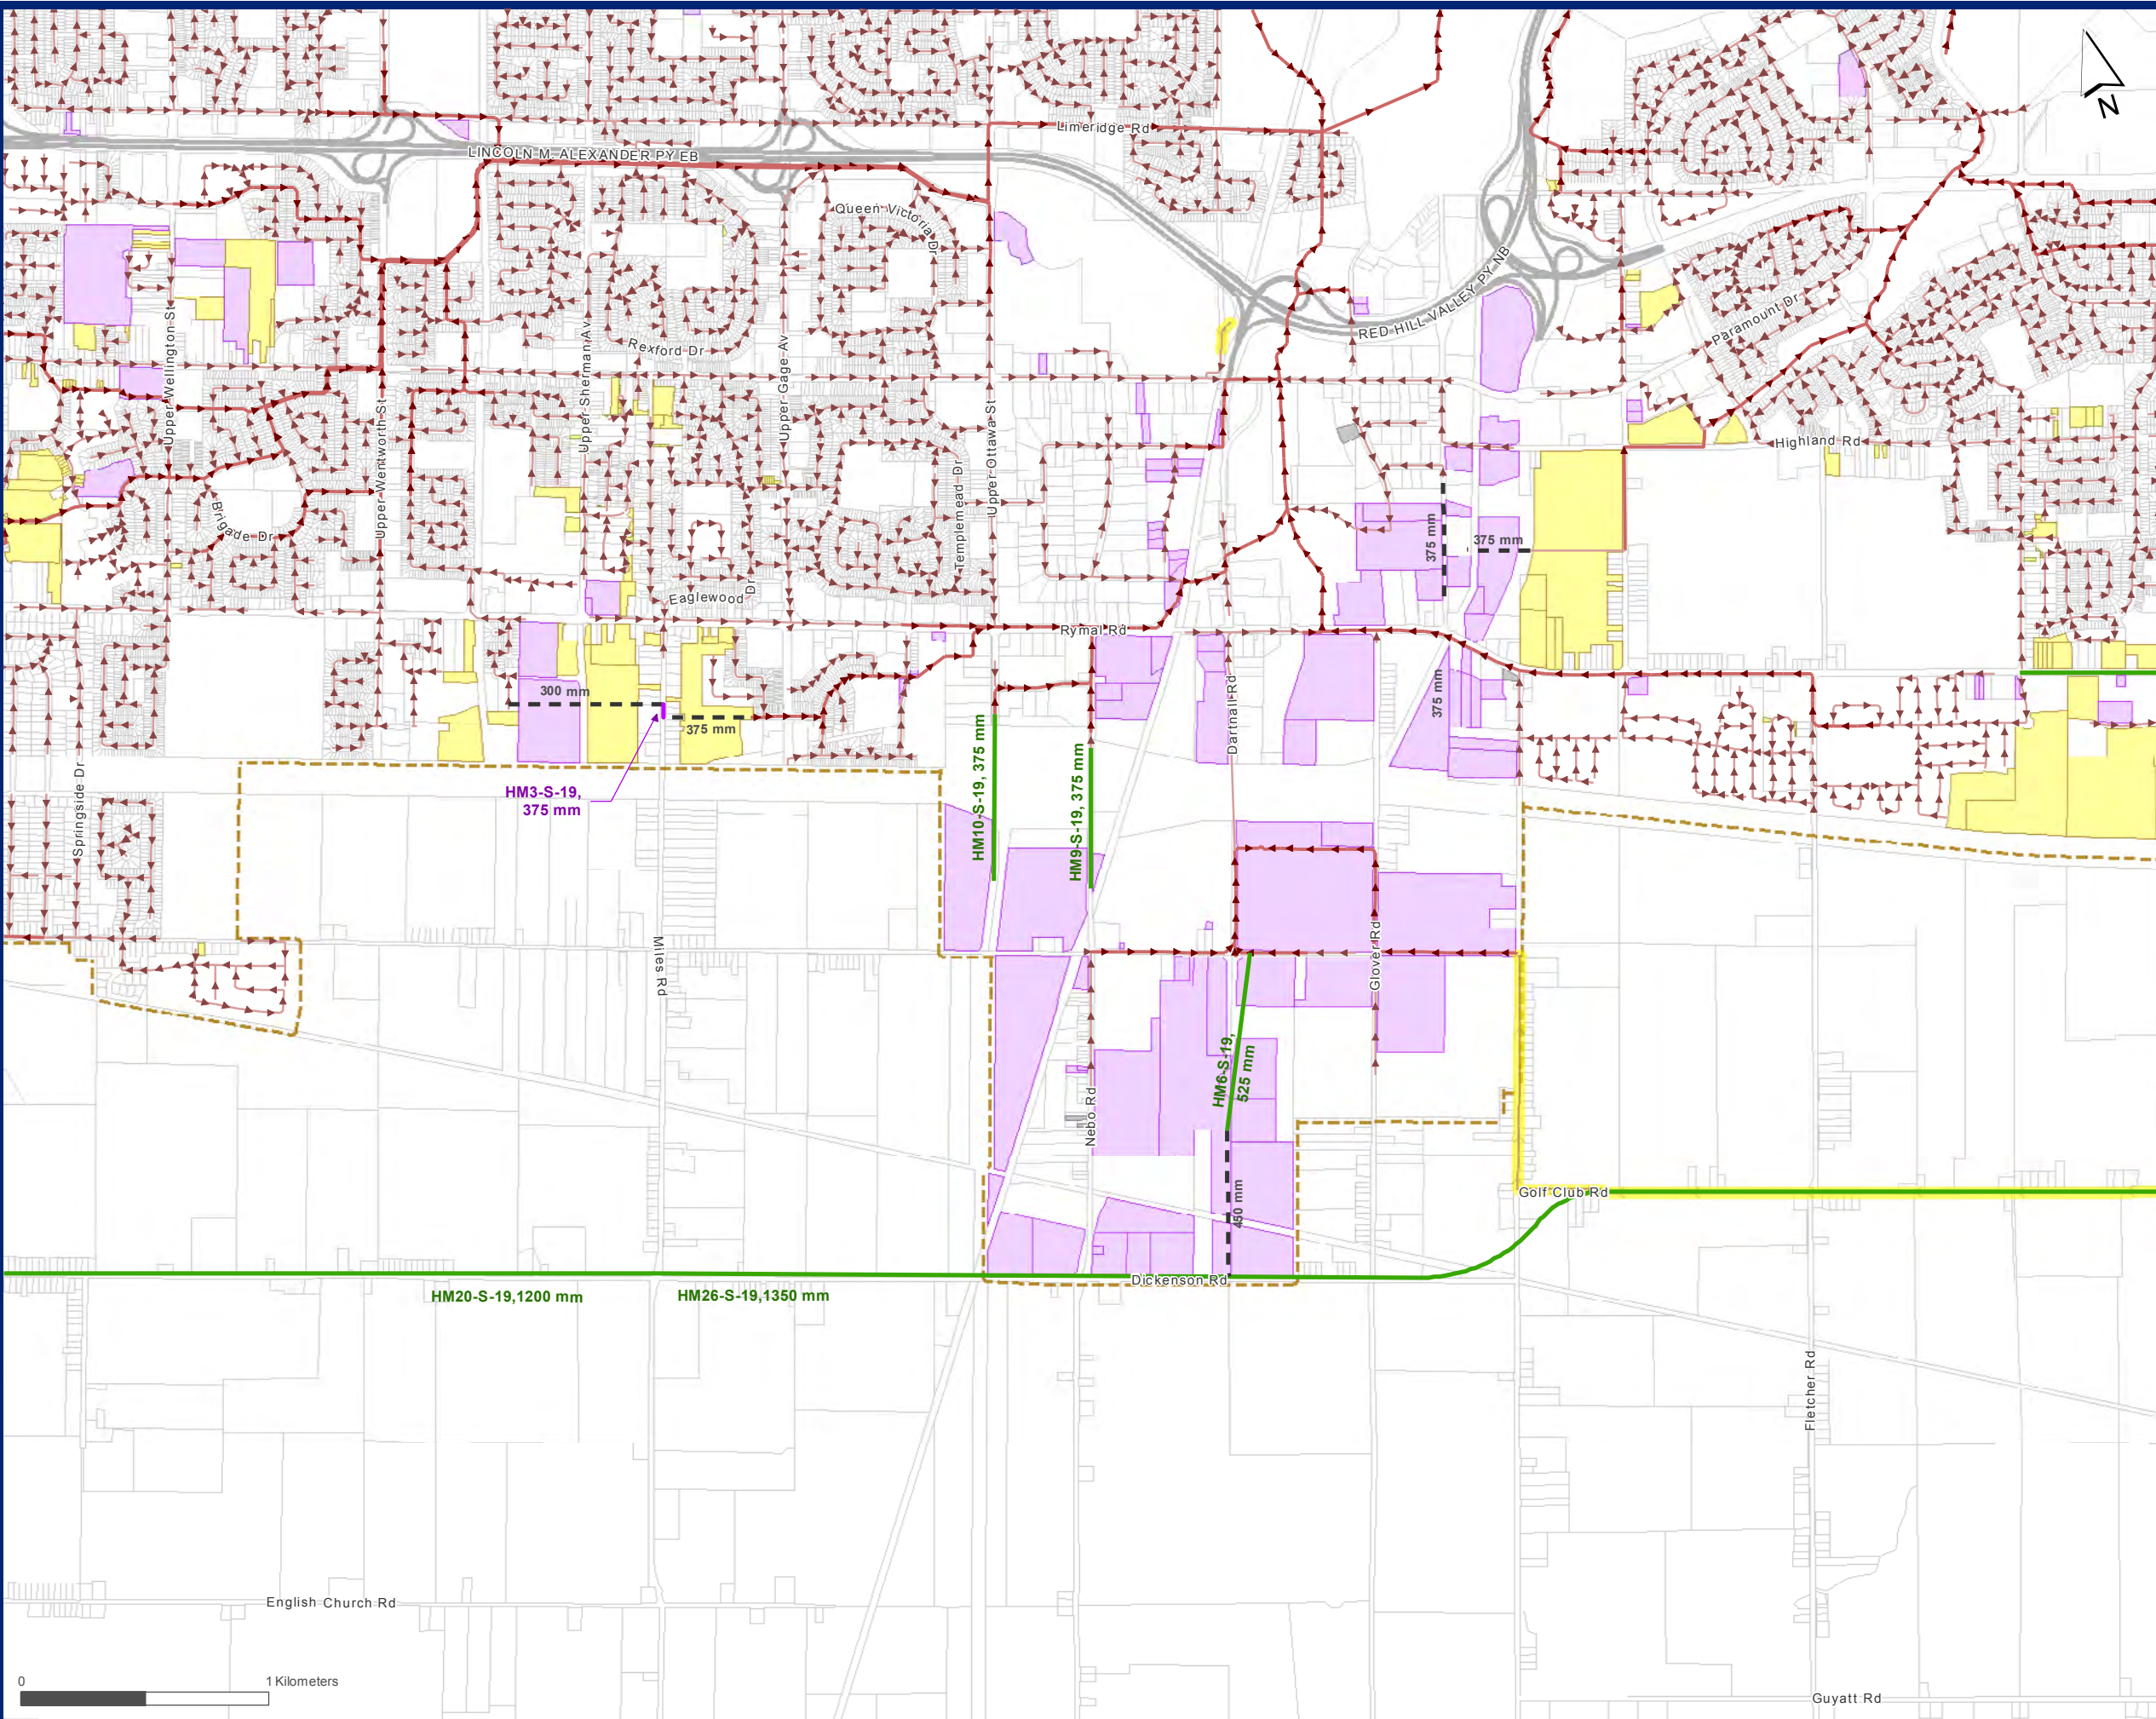 N
Limeridge Rd
LINCOLN M. ALEXANDER PY EB
Queen Victoria Dr
RED HILL VALLEY PY NB
Upper Wellington St
Upper Sherman Av
Rexford Dr
Upper Gage Av
Paramount Dr
Upper Wentworth St
Upper Ottawa St
Templemead Dr
Highland Rd
Brigade Dr
375 mm
375 mm
Eaglewood Dr
Rymal Rd
300 mm
375 mm
Dartnall Rd
375 mm
Springside Dr
HM3-S-19,
375 mm
HM10-S-19, 375 mm
HM9-S-19, 375 mm
Miles Rd
Glover Rd
HM6-S-19,
525 mm
Nebo Rd
450 mm
Golf Club Rd
Dickenson Rd
HM20-S-19,1200 mm
HM26-S-19,1350 mm
Fletcher Rd
English Church Rd
0
1 Kilometers
Guyatt Rd